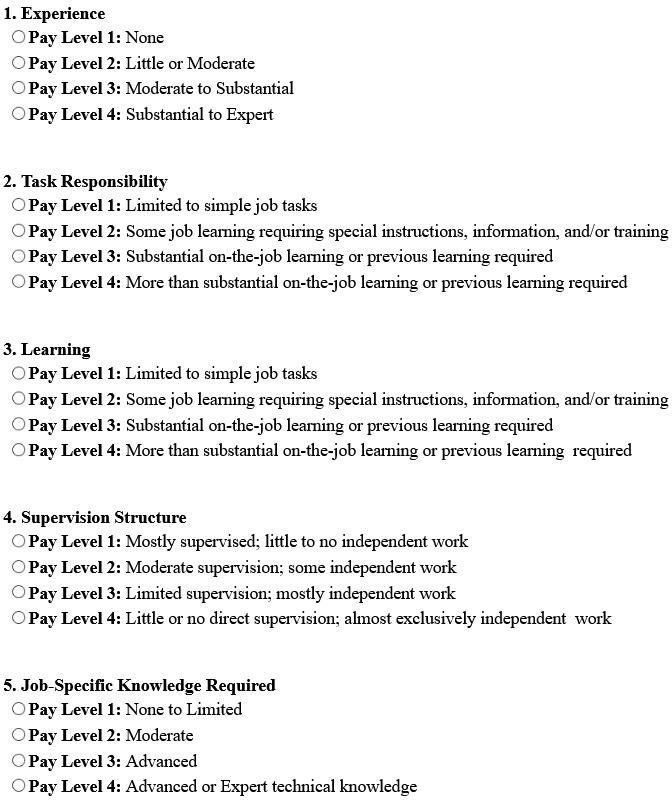 1. Experience
Pay Level 1: None
Pay Level 2: Little or Moderate
Pay Level 3: Moderate to Substantial
Pay Level 4: Substantial to Expert
2. Task Responsibility
Pay Level 1: Limited to simple job tasks
Pay Level 2: Some job learning requiring special instructions, information, and/or training
Pay Level 3: Substantial on-the-job learning or previous learning required
Pay Level 4: More than substantial on-the-job learning or previous learning required
3. Learning
Pay Level 1: Limited to simple job tasks
Pay Level 2: Some job learning requiring special instructions, information, and/or training
Pay Level 3: Substantial on-the-job learning or previous learning required
Pay Level 4: More than substantial on-the-job learning or previous learning required
4. Supervision Structure
Pay Level 1: Mostly supervised; little to no independent work
Pay Level 2: Moderate supervision; some independent work
Pay Level 3: Limited supervision; mostly independent work
Pay Level 4: Little or no direct supervision; almost exclusively independent work
5. Job-Specific Knowledge Required
Pay Level 1: None to Limited
Pay Level 2: Moderate
Pay Level 3: Advanced
Pay Level 4: Advanced or Expert technical knowledge